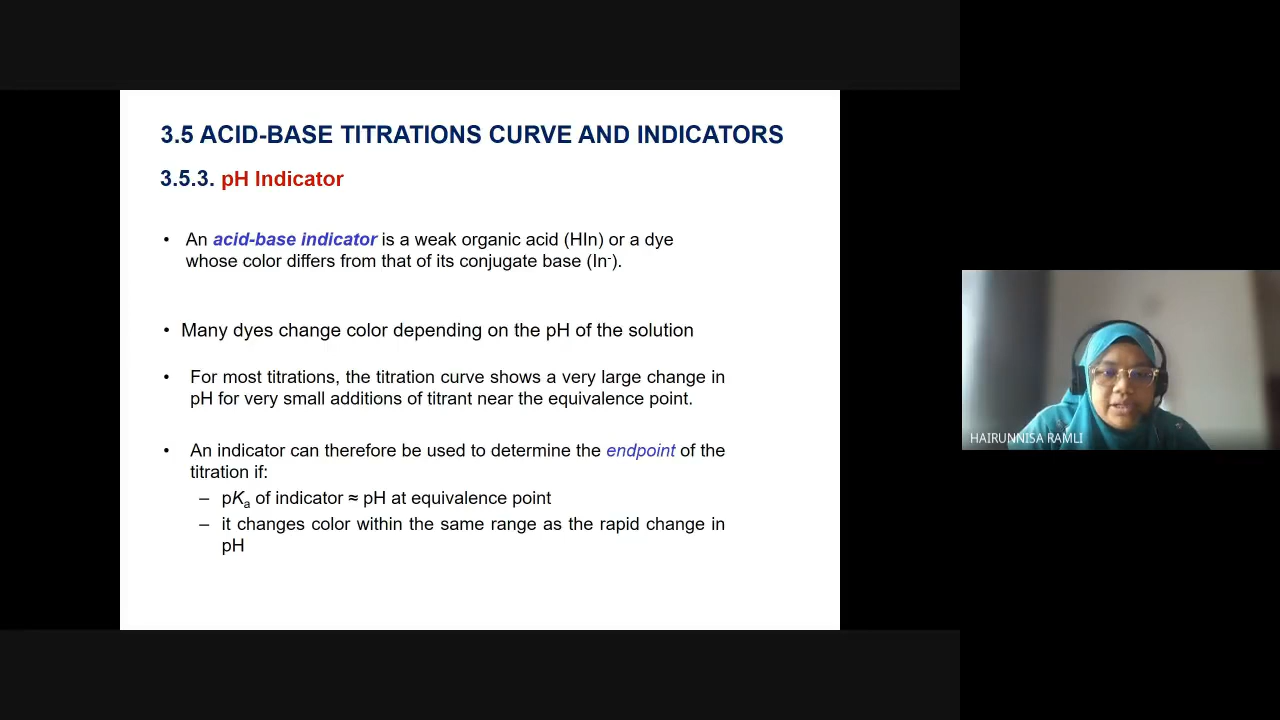 3.5 ACID-BASE TITRATIONS CURVE AND INDICATORS
3.5.3. pH Indicator
• An acid-base indicator is a weak organic acid (HIn) or a dye
whose color differs from that of its conjugate base (In-).
• Many dyes change color depending on the pH of the solution
• For most titrations, the titration curve shows a very large change in
pH for very small additions of titrant near the equivalence point.
• An indicator can therefore be used to determine the endpoint of the
titration if:
– pKa of indicator ≈ pH at equivalence point
– it changes color within the same range as the rapid change in
pH
HAIRUNNISA RAMLI